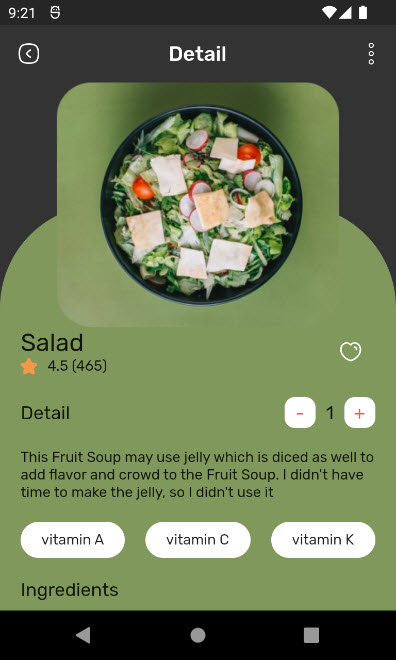 9:21
Detail
Salad
4.5 (465)
Detail
- 1 +
This Fruit Soup may use jelly which is diced as well to
add flavor and crowd to the Fruit Soup. I didn't have
time to make the jelly, so I didn't use it
vitamin A vitamin C vitamin K
Ingredients